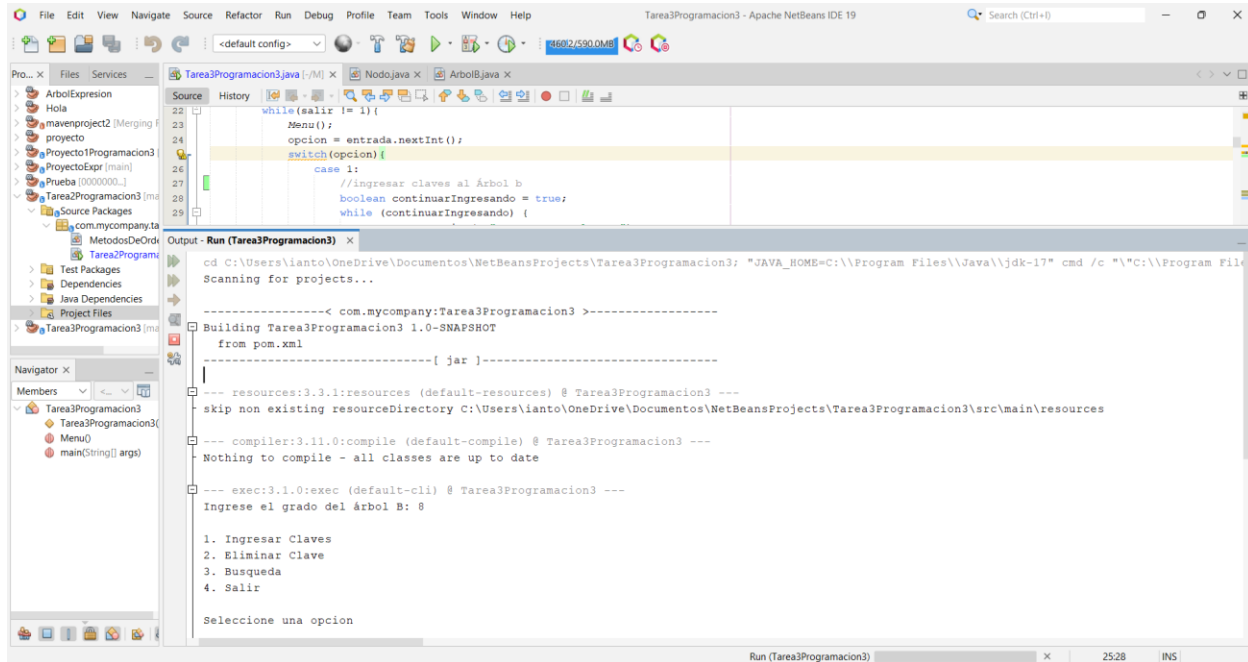 File Edit View Navigate Source Refactor Run Debug Profile Team Tools Window Help Tarea3Programacion3 - Apache NetBeans IDE 19 Search (Ctrl+I)
<default config> 460.2/590.0MB
Pro... Files Services Tarea3Programacion3.java [-/M] Nodo.java ArbolB.java
ArbolExpresion
Hola
mavenproject2 [Merging
proyecto
Proyecto1Programacion3
ProyectoExpr [main]
Prueba [0000000...]
Tarea2Programacion3 [ma
Source Packages
com.mycompany.ta
MetodosDeOrde
Tarea2Programa
Test Packages
Dependencies
Java Dependencies
Project Files
Tarea3Programacion3 [ma
Navigator
Members <...
Tarea3Programacion3
Tarea3Programacion3(
Menu()
main(String[] args)
Source History
22 while(salir != 1){
23 Menu();
24 opcion = entrada.nextInt();
switch(opcion){
26 case 1:
27 //ingresar claves al Árbol b
28 boolean continuarIngresando = true;
29 while (continuarIngresando) {
Output - Run (Tarea3Programacion3)
cd C:\Users\ianto\OneDrive\Documentos\NetBeansProjects\Tarea3Programacion3; "JAVA_HOME=C:\\Program Files\\Java\\jdk-17" cmd /c "\"C:\\Program File
Scanning for projects...
-----------------< com.mycompany:Tarea3Programacion3 >------------------
Building Tarea3Programacion3 1.0-SNAPSHOT
from pom.xml
--------------------------------[ jar ]---------------------------------
--- resources:3.3.1:resources (default-resources) @ Tarea3Programacion3 ---
skip non existing resourceDirectory C:\Users\ianto\OneDrive\Documentos\NetBeansProjects\Tarea3Programacion3\src\main\resources
--- compiler:3.11.0:compile (default-compile) @ Tarea3Programacion3 ---
Nothing to compile - all classes are up to date
--- exec:3.1.0:exec (default-cli) @ Tarea3Programacion3 ---
Ingrese el grado del árbol B: 8
1. Ingresar Claves
2. Eliminar Clave
3. Busqueda
4. Salir
Seleccione una opcion
Run (Tarea3Programacion3) 25:28 INS